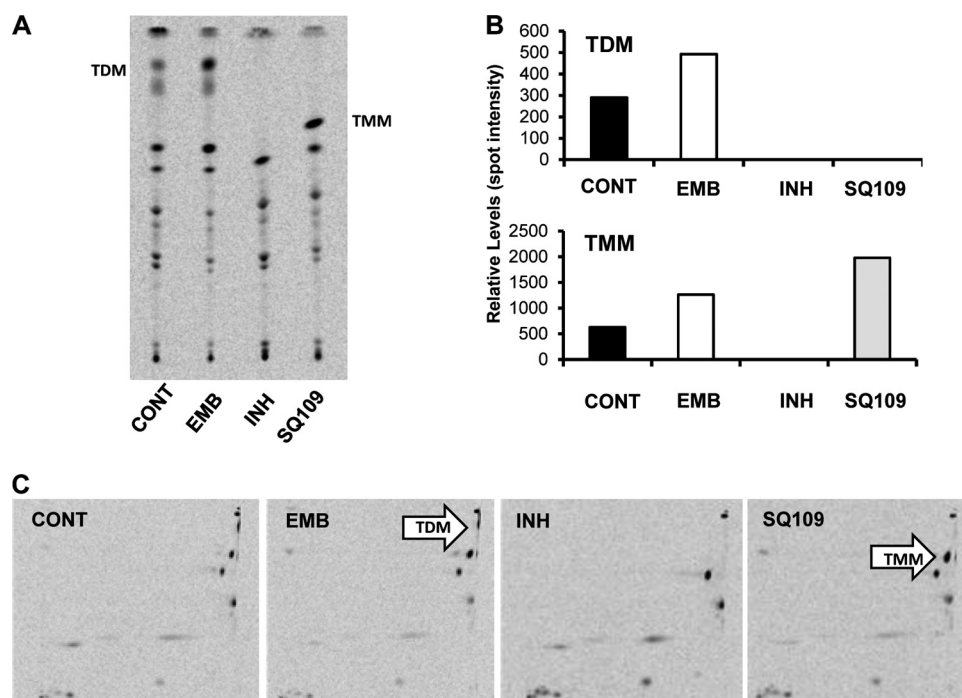 A
TDM
TMM
CONT
EMB
INH
SQ109
B
Relative Levels (spot intensity)
TDM
600
500
400
300
200
100
0
CONT EMB INH SQ109
TMM
2500
2000
1500
1000
500
0
CONT EMB INH SQ109
C
CONT
EMB
TDM
INH
SQ109
TMM